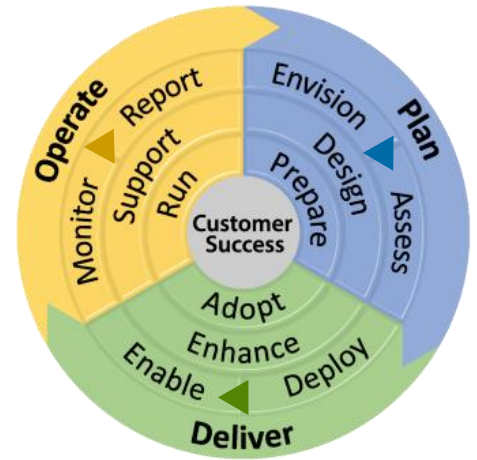 Operate
Report
Monitor
Support
Run
Plan
Envision
Assess
Design
Prepare
Customer
Success
Adopt
Enhance
Enable
Deploy
Deliver